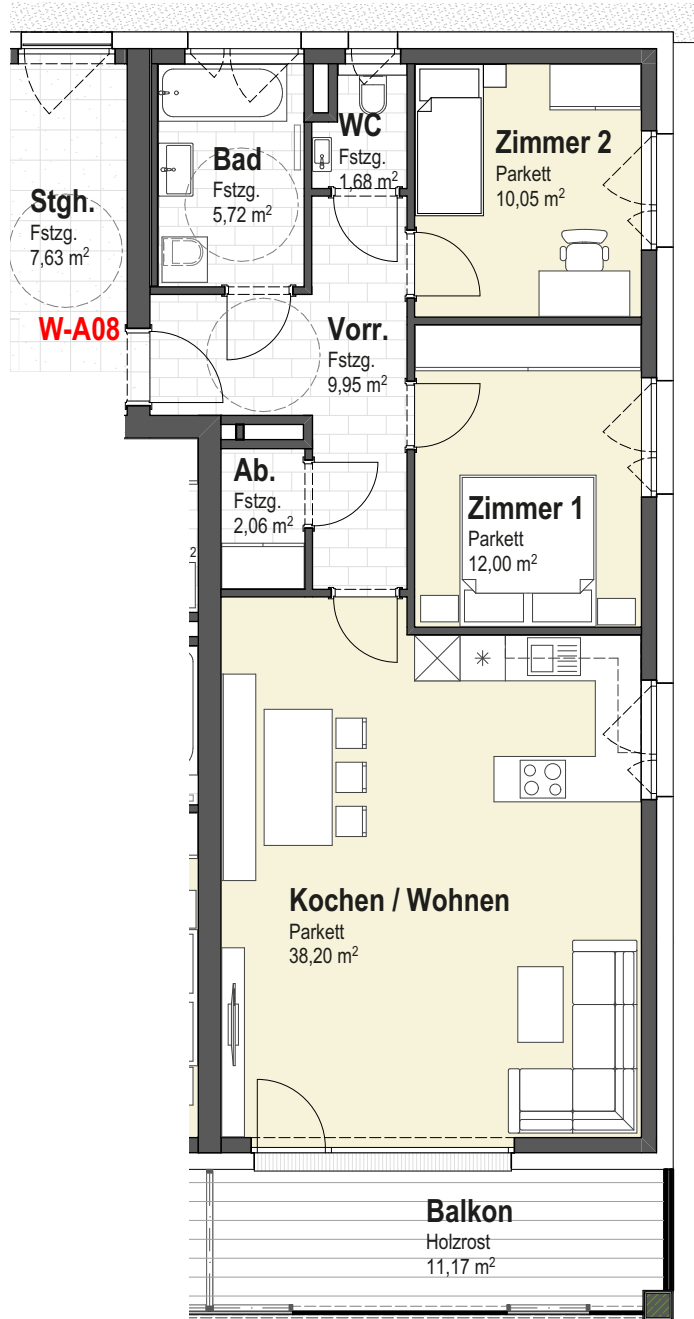 WC
Fstzg.
1,68 m²
Zimmer 2
Parkett
10,05 m²
Bad
Fstzg.
5,72 m²
Stgh.
Fstzg.
7,63 m²
W-A08
Vorr.
Fstzg.
9,95 m²
Ab.
Fstzg.
2,06 m²
Zimmer 1
Parkett
12,00 m²
2
Kochen / Wohnen
Parkett
38,20 m²
Balkon
Holzrost
11,17 m²